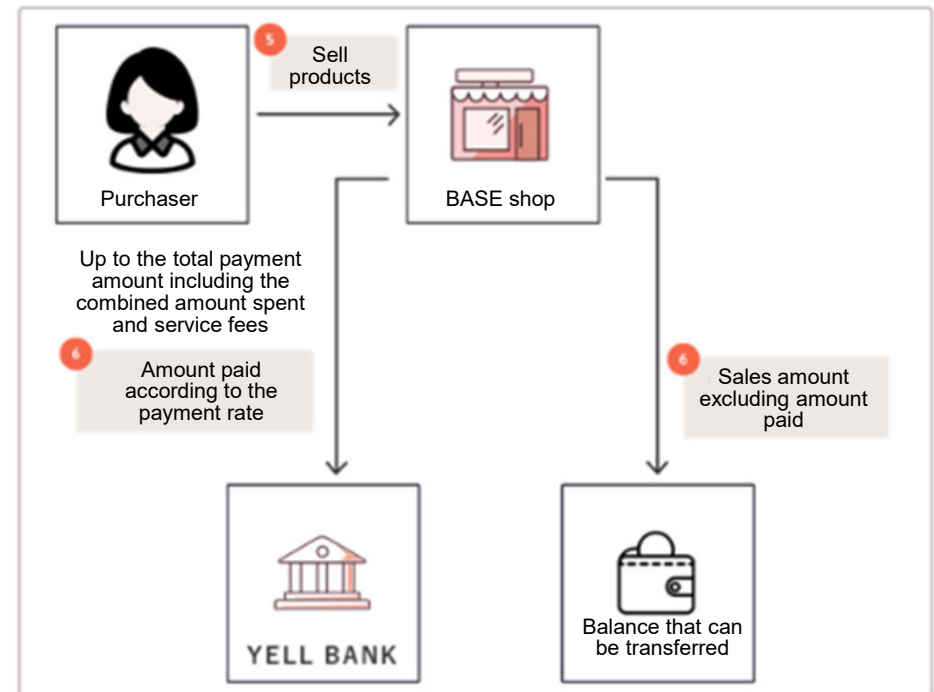 5
Sell
products
Purchaser
BASE shop
Up to the total payment
amount including the
combined amount spent
and service fees
6
Amount paid
according to the
payment rate
6
Sales amount
excluding amount
paid
YELL BANK
Balance that can
be transferred